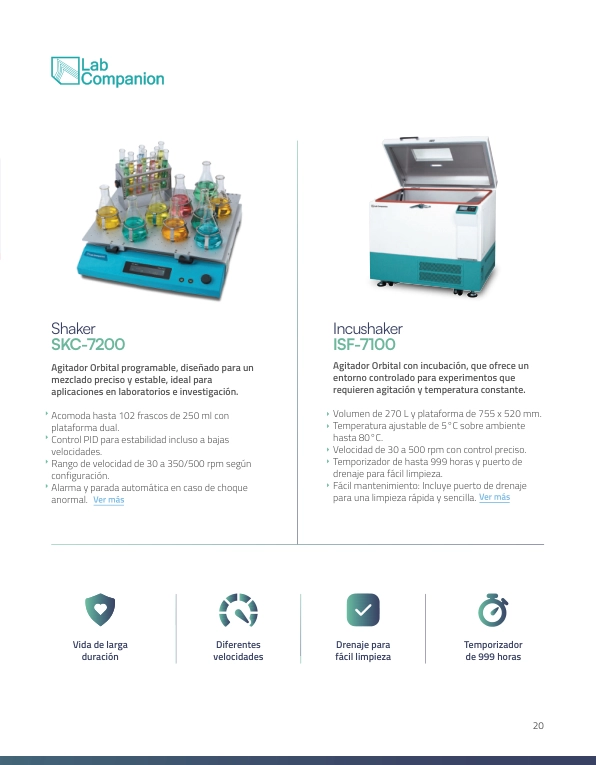 Lab
Companion
Shaker
SKC-7200
Agitador Orbital programable, diseñado para un
mezclado preciso y estable, ideal para
aplicaciones en laboratorios e investigación.
Acomoda hasta 102 frascos de 250 ml con
plataforma dual.
Control PID para estabilidad incluso a bajas
velocidades.
Rango de velocidad de 30 a 350/500 rpm según
configuración.
Alarma y parada automática en caso de choque
anormal. Ver más
Incushaker
ISF-7100
Agitador Orbital con incubación, que ofrece un
entorno controlado para experimentos que
requieren agitación y temperatura constante.
Volumen de 270 L y plataforma de 755 x 520 mm.
Temperatura ajustable de 5°C sobre ambiente
hasta 80°C.
Velocidad de 30 a 500 rpm con control preciso.
Temporizador de hasta 999 horas y puerto de
drenaje para fácil limpieza.
Fácil mantenimiento: Incluye puerto de drenaje
para una limpieza rápida y sencilla. Ver más
Vida de larga
duración
Diferentes
velocidades
Drenaje para
fácil limpieza
Temporizador
de 999 horas
20